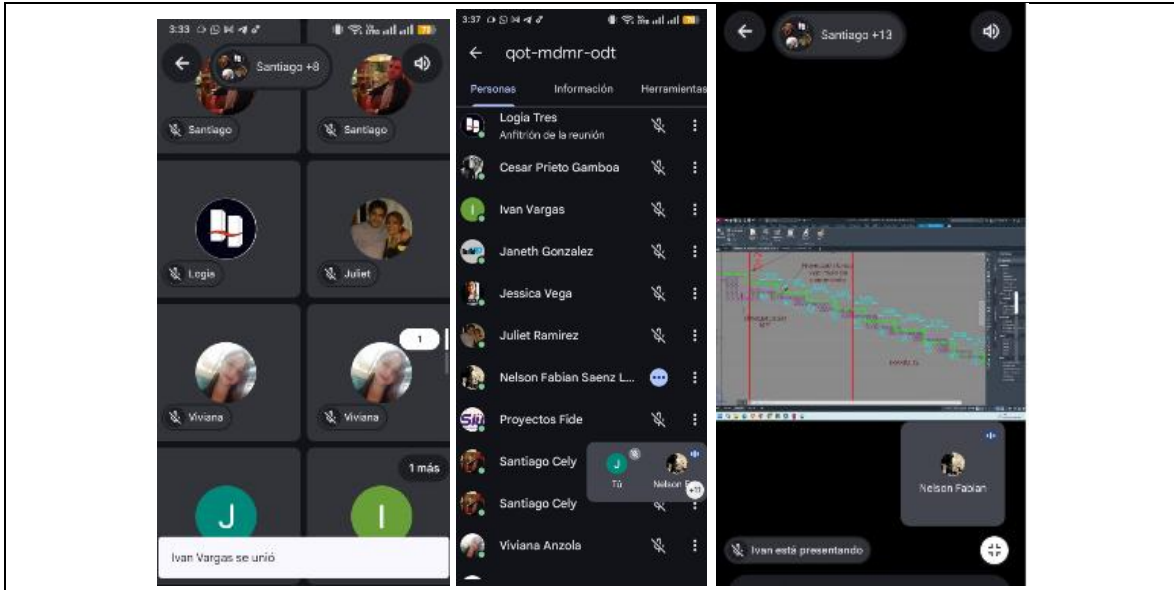 3:33
Santiago +8
Santiago
Santiago
Logia
Juliet
1
Viviana
Viviana
1 más
J
I
Ivan Vargas se unió
3:37
qot-mdmr-odt
Personas Información Herramientas
Logia Tres
Anfitrión de la reunión
Cesar Prieto Gamboa
I Ivan Vargas
Janeth Gonzalez
Jessica Vega
Juliet Ramirez
Nelson Fabian Saenz L...
Proyectos Fide
Santiago Cely
J
Tú
Nelson
+11
Santiago Cely
Viviana Anzola
Santiago +13
Nelson Fabian
Ivan está presentando